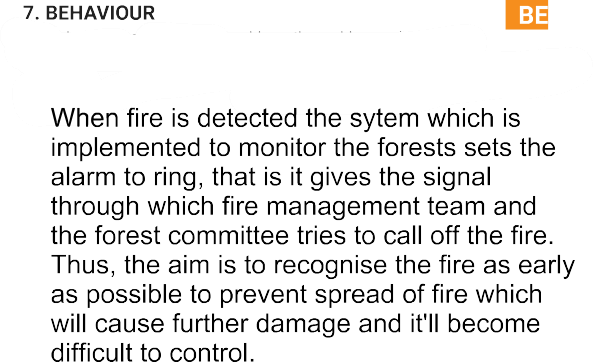 7. BEHAVIOUR
BE
When fire is detected the sytem which is
implemented to monitor the forests sets the
alarm to ring, that is it gives the signal
through which fire management team and
the forest committee tries to call off the fire.
Thus, the aim is to recognise the fire as early
as possible to prevent spread of fire which
will cause further damage and it'll become
difficult to control.